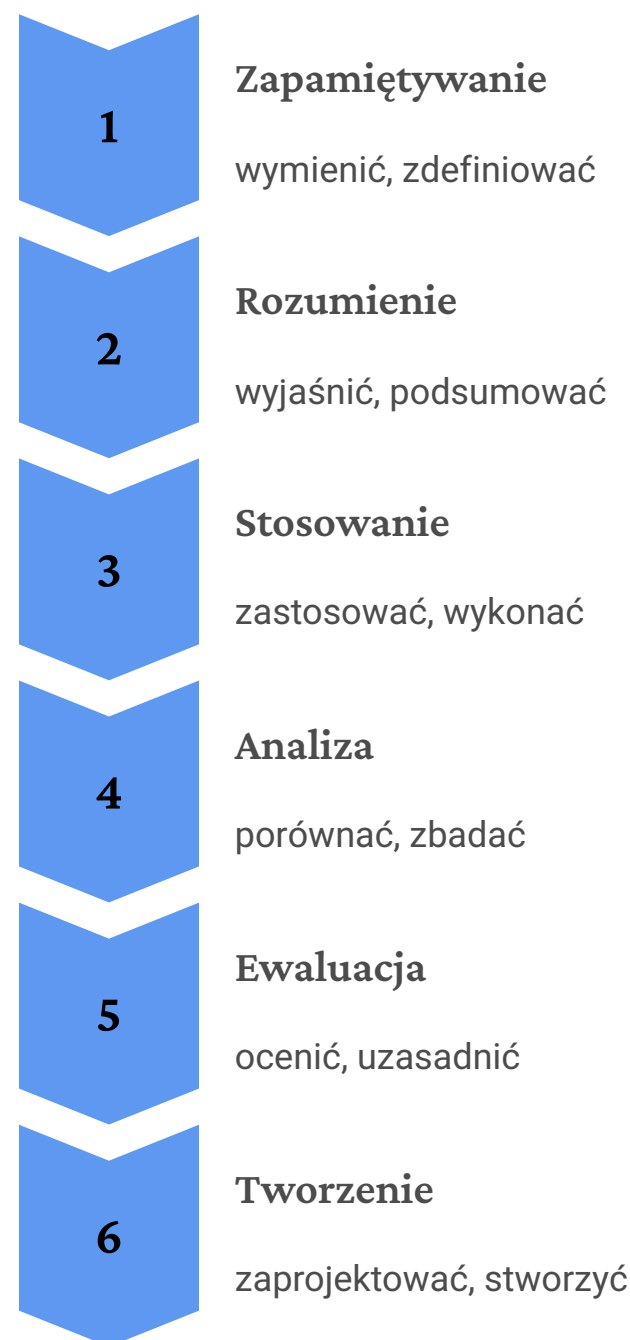 1
Zapamiętywanie
wymienić, zdefiniować
2
Rozumienie
wyjaśnić, podsumować
3
Stosowanie
zastosować, wykonać
4
Analiza
porównać, zbadać
5
Ewaluacja
ocenić, uzasadnić
6
Tworzenie
zaprojektować, stworzyć